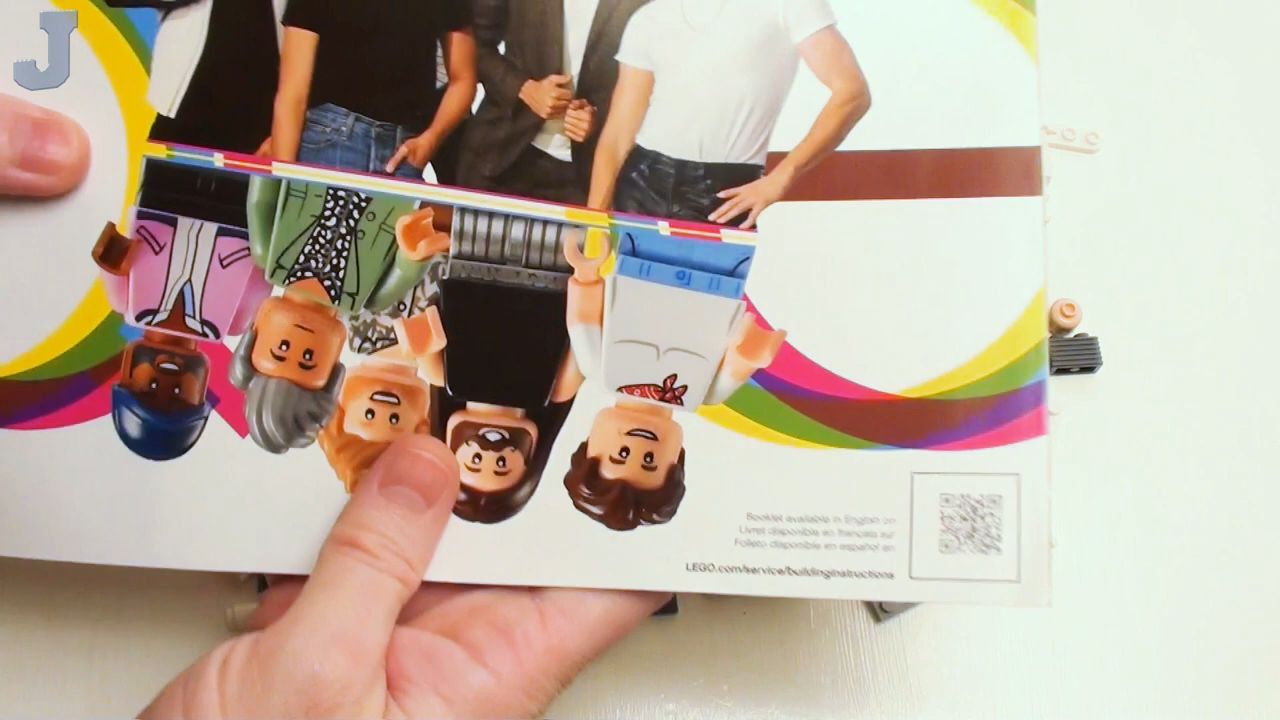 J
Booklet available in English on
Livret disponible en français sur
Folleto disponible en español en
LEGO.com/service/buildinginstructions